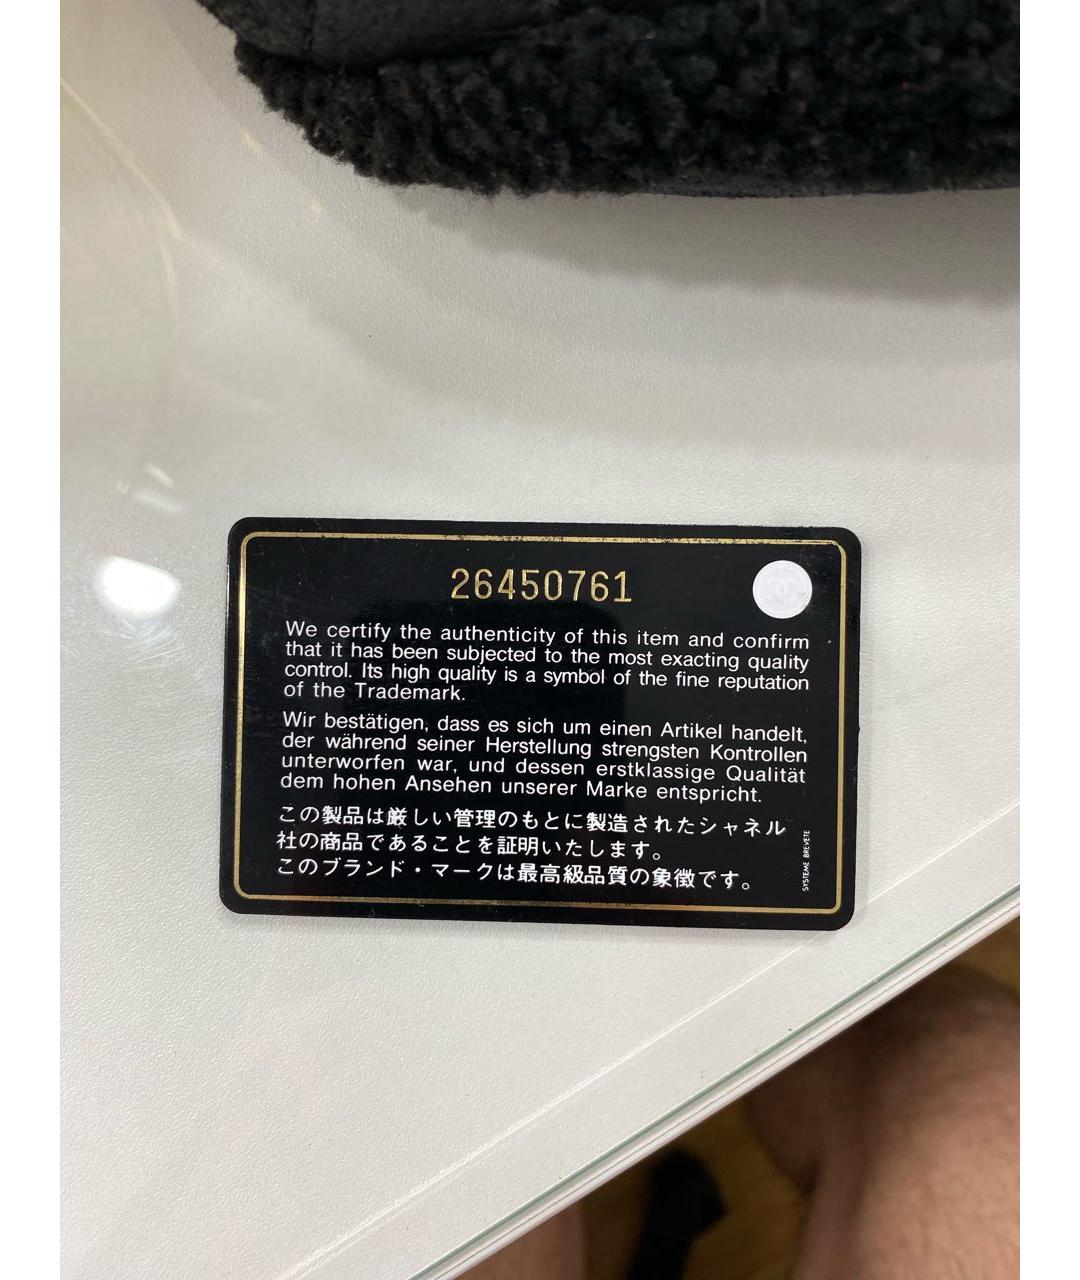 26450761
We certify the authenticity of this item and confirm
that it has been subjected to the most exacting quality
control. Its high quality is a symbol of the fine reputation
of the Trademark.
Wir bestätigen, dass es sich um einen Artikel handelt,
der während seiner Herstellung strengsten Kontrollen
unterworfen war, und dessen erstklassige Qualität
dem hohen Ansehen unserer Marke entspricht.
この製品は厳しい管理のもとに製造されたシャネル
社の商品であることを証明いたします。
このブランド・マークは最高級品質の象徴です。
SYSTEME BREVETE